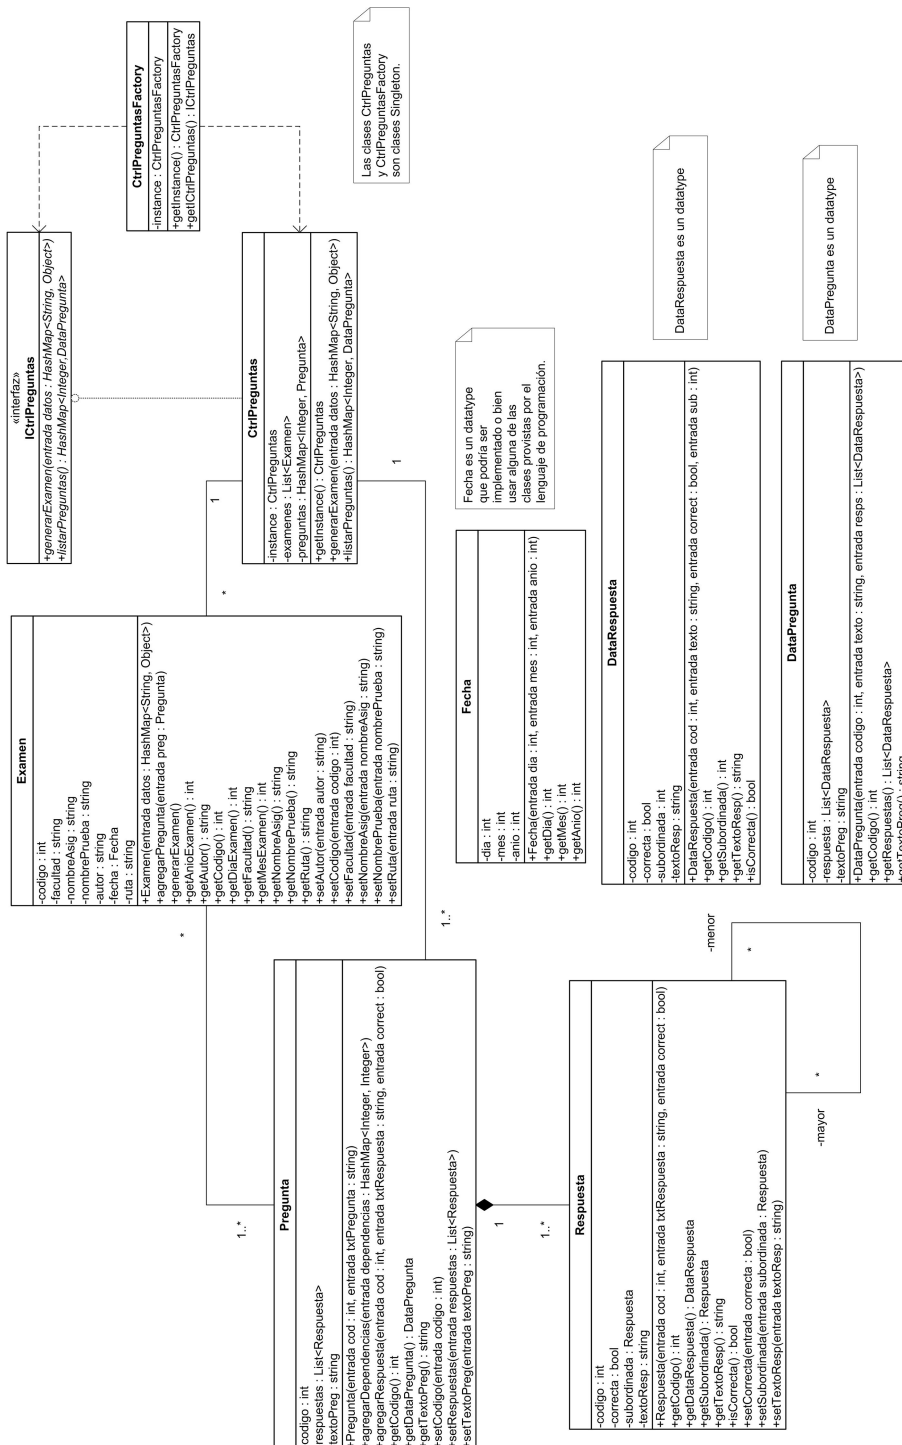 «interfaz»
ICtrlPreguntas
+generarExamen(entrada datos : HashMap<String, Object>)
+listarPreguntas() : HashMap<Integer,DataPregunta>
CtrlPreguntasFactory
-instance : CtrlPreguntasFactory
+getInstance() : CtrlPreguntasFactory
+getICtrlPreguntas() : ICtrlPreguntas
Las clases CtrlPreguntas
y CtrlPreguntasFactory
son clases Singleton.
CtrlPreguntas
-instance : CtrlPreguntas
-examenes : List<Examen>
-preguntas : HashMap<Integer, Pregunta>
+getInstance() : CtrlPreguntas
+generarExamen(entrada datos : HashMap<String, Object>)
+listarPreguntas() : HashMap<Integer, DataPregunta>
1
*
1
1..*
Examen
-codigo : int
-facultad : string
-nombreAsig : string
-nombrePrueba : string
-autor : string
-fecha : Fecha
-ruta : string
+Examen(entrada datos : HashMap<String, Object>)
+agregarPregunta(entrada preg : Pregunta)
+generarExamen()
+getAnioExamen() : int
+getAutor() : string
+getCodigo() : int
+getDiaExamen() : int
+getFacultad() : string
+getMesExamen() : int
+getNombreAsig() : string
+getNombrePrueba() : string
+getRuta() : string
+setAutor(entrada autor : string)
+setCodigo(entrada codigo : int)
+setFacultad(entrada facultad : string)
+setNombreAsig(entrada nombreAsig : string)
+setNombrePrueba(entrada nombrePrueba : string)
+setRuta(entrada ruta : string)
*
1..*
Pregunta
codigo : int
respuestas : List<Respuesta>
textoPreg : string
+Pregunta(entrada cod : int, entrada txtPregunta : string)
+agregarDependencias(entrada dependencias : HashMap<Integer, Integer>)
+agregarRespuesta(entrada cod : int, entrada txtRespuesta : string, entrada correct : bool)
+getCodigo() : int
+getDataPregunta() : DataPregunta
+getTextoPreg() : string
+setCodigo(entrada codigo : int)
+setRespuestas(entrada respuestas : List<Respuesta>)
+setTextoPreg(entrada textoPreg : string)
1
1..*
Respuesta
-codigo : int
-correcta : bool
-subordinada : Respuesta
-textoResp : string
+Respuesta(entrada cod : int, entrada txtRespuesta : string, entrada correct : bool)
+getCodigo() : int
+getDataRespuesta() : DataRespuesta
+getSubordinada() : Respuesta
+getTextoResp() : string
+isCorrecta() : bool
+setCorrecta(entrada correcta : bool)
+setSubordinada(entrada subordinada : Respuesta)
+setTextoResp(entrada textoResp : string)
-menor
*
*
-mayor
Fecha
-dia : int
-mes : int
-anio : int
+Fecha(entrada dia : int, entrada mes : int, entrada anio : int)
+getDia() : int
+getMes() : int
+getAnio() : int
Fecha es un datatype
que podría ser
implementado o bien
usar alguna de las
clases provistas por el
lenguaje de programación.
DataRespuesta
-codigo : int
-correcta : bool
-subordinada : int
-textoResp : string
+DataRespuesta(entrada cod : int, entrada texto : string, entrada correct : bool, entrada sub : int)
+getCodigo() : int
+getSubordinada() : int
+getTextoResp() : string
+isCorrecta() : bool
DataRespuesta es un datatype
DataPregunta
-codigo : int
-respuesta : List<DataRespuesta>
-textoPreg : string
+DataPregunta(entrada codigo : int, entrada texto : string, entrada resps : List<DataRespuesta>)
+getCodigo() : int
+getRespuestas() : List<DataRespuesta>
+getTextoPreg() : string
DataPregunta es un datatype